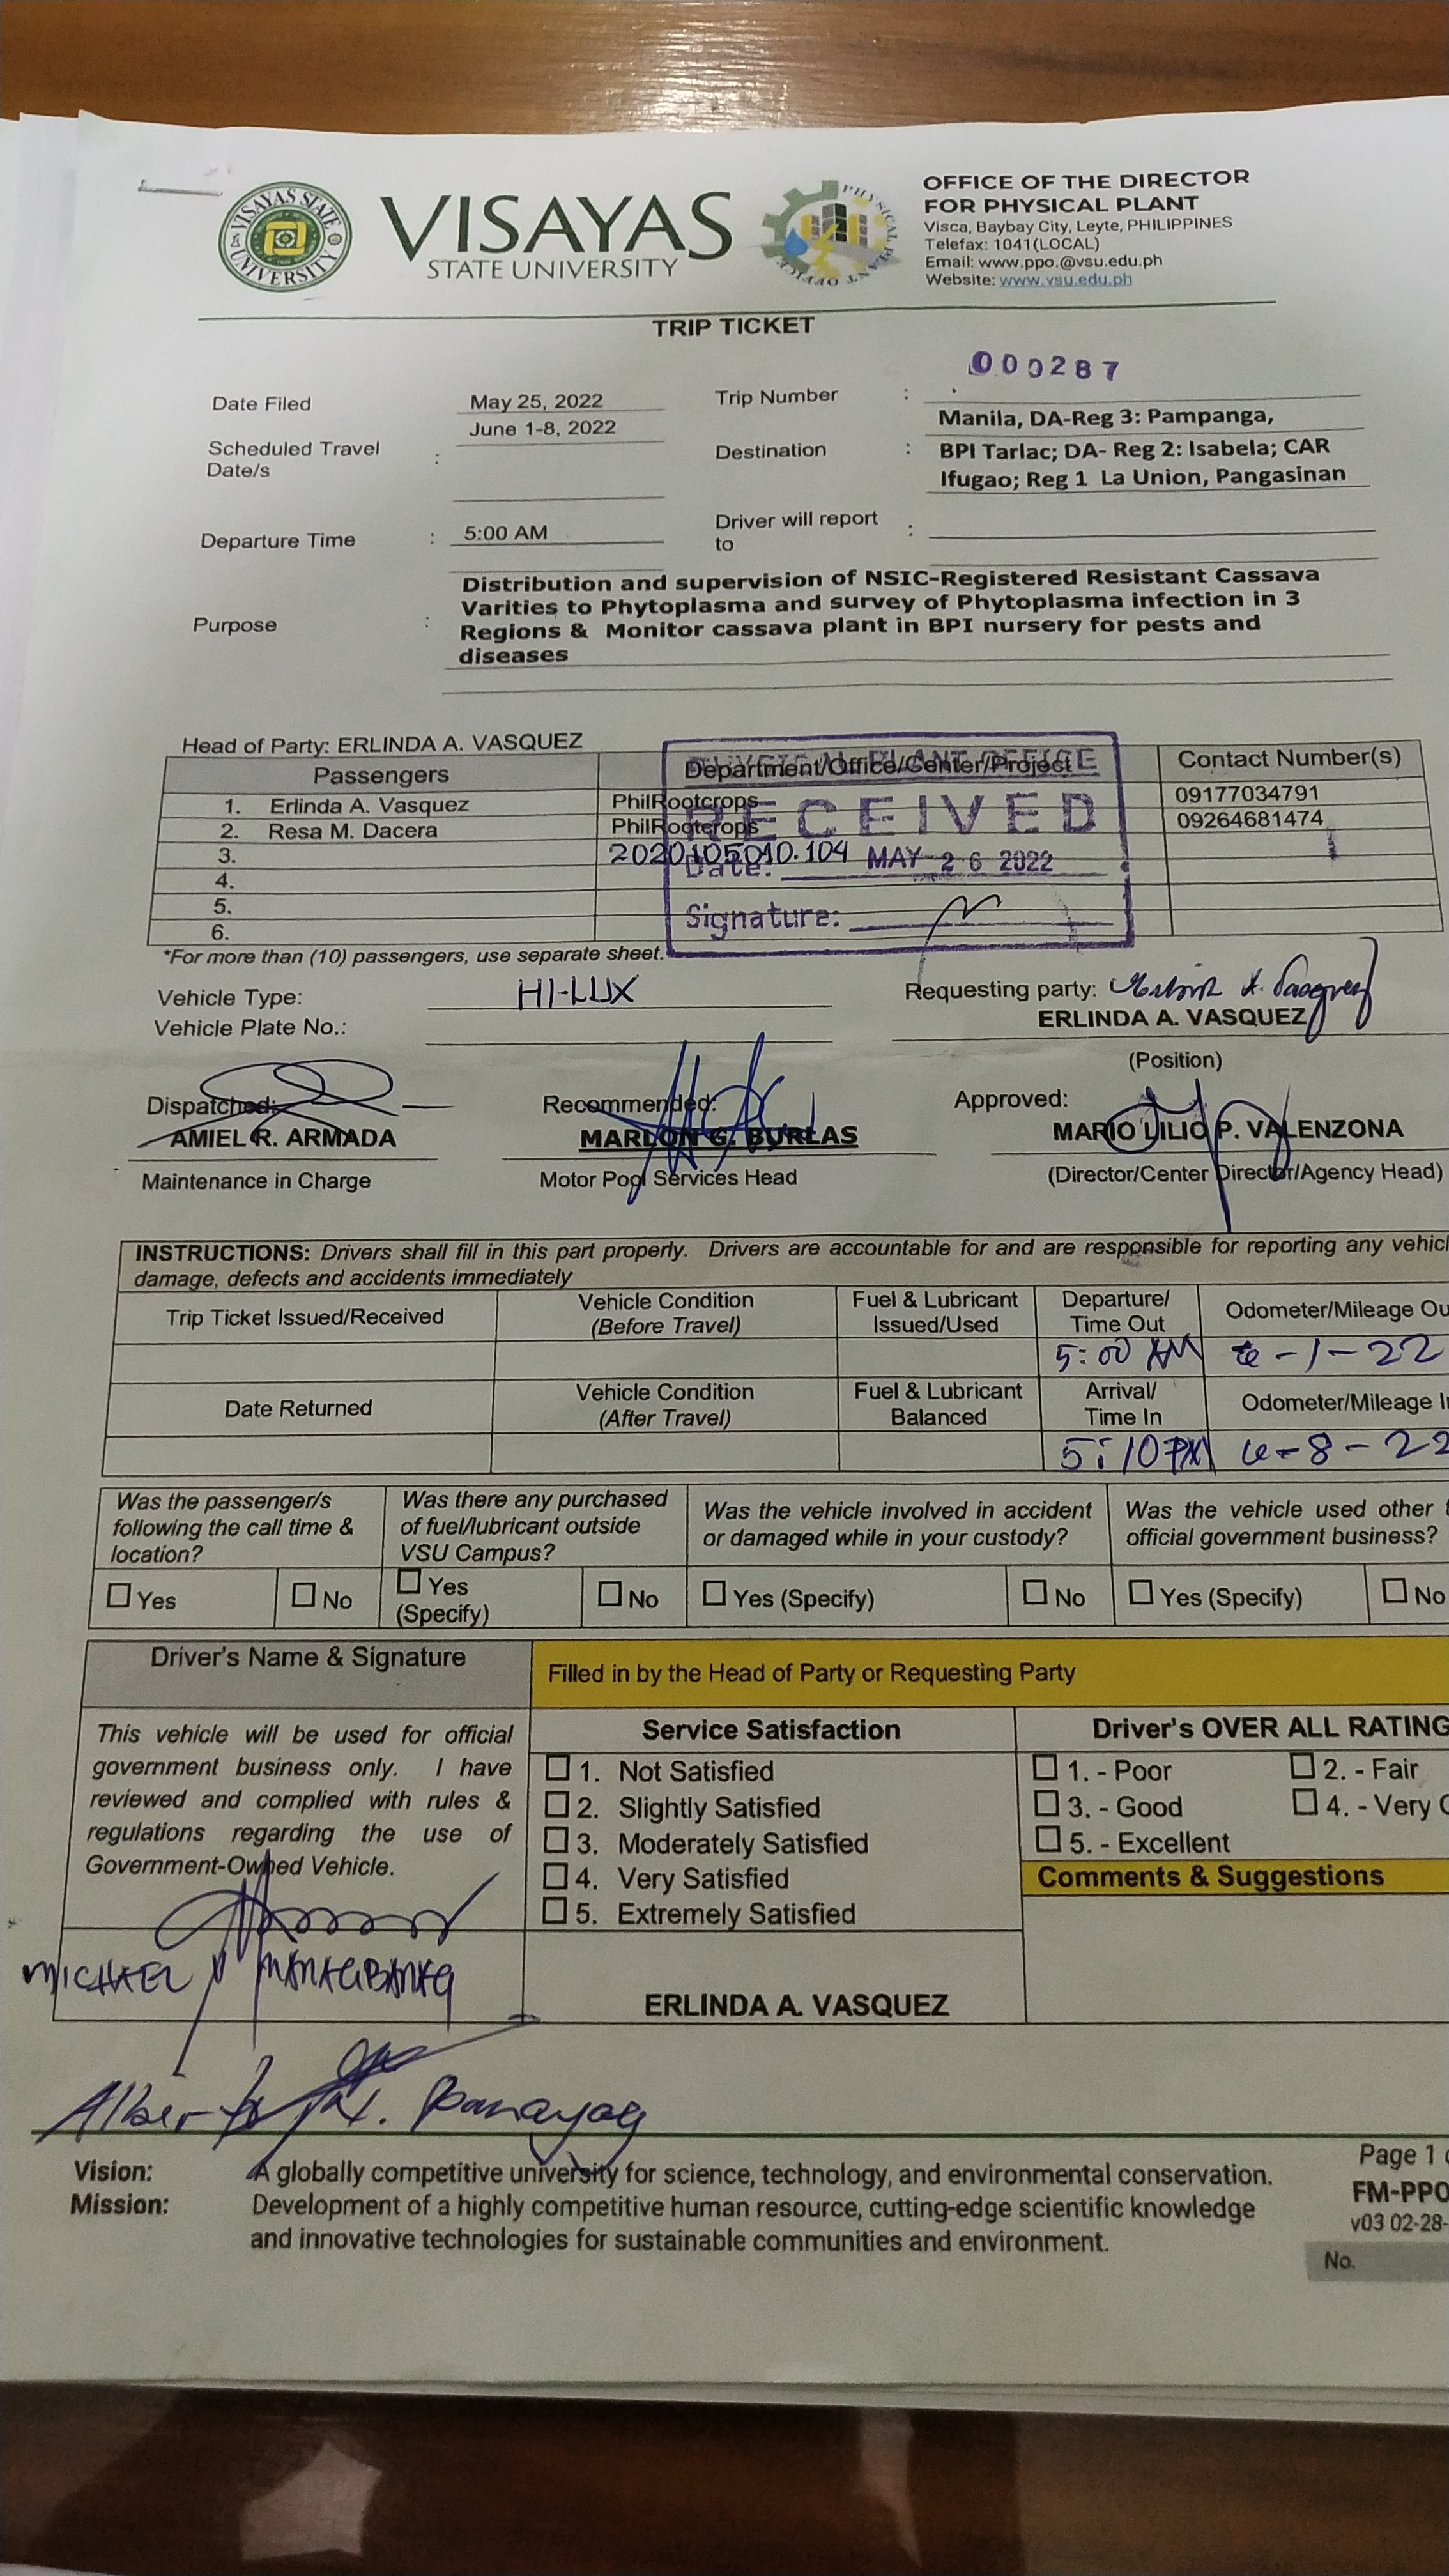 VISAYAS STATE UNIVERSITY
VISAYAS
STATE UNIVERSITY
PHYSICAL PLANT OFFICE
OFFICE OF THE DIRECTOR
FOR PHYSICAL PLANT
Visca, Baybay City, Leyte, PHILIPPINES
Telefax: 1041(LOCAL)
Email: www.ppo.@vsu.edu.ph
Website: www.vsu.edu.ph
TRIP TICKET
000287
Date Filed May 25, 2022 Trip Number :
Scheduled Travel Date/s : June 1-8, 2022
Destination : Manila, DA-Reg 3: Pampanga,
BPI Tarlac; DA- Reg 2: Isabela; CAR
Ifugao; Reg 1 La Union, Pangasinan
Departure Time : 5:00 AM Driver will report to :
Purpose : Distribution and supervision of NSIC-Registered Resistant Cassava
Varities to Phytoplasma and survey of Phytoplasma infection in 3
Regions & Monitor cassava plant in BPI nursery for pests and
diseases
Head of Party: ERLINDA A. VASQUEZ
Passengers Department/Office/Center/Project Contact Number(s)
1. Erlinda A. Vasquez PhilRootcrops 09177034791
2. Resa M. Dacera PhilRootcrops 09264681474
3. 2020105010.104
4.
5.
6.
PHYSICAL PLANT OFFICE
RECEIVED
Date: MAY 26 2022
Signature:
*For more than (10) passengers, use separate sheet.
Vehicle Type: HI-LUX Requesting party:
Vehicle Plate No.: ERLINDA A. VASQUEZ
(Position)
Dispatched: Recommended: Approved:
AMIEL R. ARMADA MARLON G. BURLAS MARIO LILIO P. VALENZONA
Maintenance in Charge Motor Pool Services Head (Director/Center Director/Agency Head)
INSTRUCTIONS: Drivers shall fill in this part properly. Drivers are accountable for and are responsible for reporting any vehicl
damage, defects and accidents immediately
Trip Ticket Issued/Received Vehicle Condition (Before Travel) Fuel & Lubricant Issued/Used Departure/ Time Out Odometer/Mileage Ou
5:00 AM 6-1-22
Date Returned Vehicle Condition (After Travel) Fuel & Lubricant Balanced Arrival/ Time In Odometer/Mileage I
5:10 PM 6-8-22
Was the passenger/s following the call time & location?
Was there any purchased of fuel/lubricant outside VSU Campus?
Was the vehicle involved in accident or damaged while in your custody?
Was the vehicle used other official government business?
Yes No Yes (Specify) No Yes (Specify) No Yes (Specify) No
Driver's Name & Signature Filled in by the Head of Party or Requesting Party
This vehicle will be used for official
government business only. I have
reviewed and complied with rules &
regulations regarding the use of
Government-Owned Vehicle.
MICHAEL MANAGBANAG
Service Satisfaction
1. Not Satisfied
2. Slightly Satisfied
3. Moderately Satisfied
4. Very Satisfied
5. Extremely Satisfied
ERLINDA A. VASQUEZ
Driver's OVER ALL RATING
1. - Poor 2. - Fair
3. - Good 4. - Very
5. - Excellent
Comments & Suggestions
Vision: A globally competitive university for science, technology, and environmental conservation.
Mission: Development of a highly competitive human resource, cutting-edge scientific knowledge
and innovative technologies for sustainable communities and environment.
Page 1
FM-PPO
v03 02-28-
No.